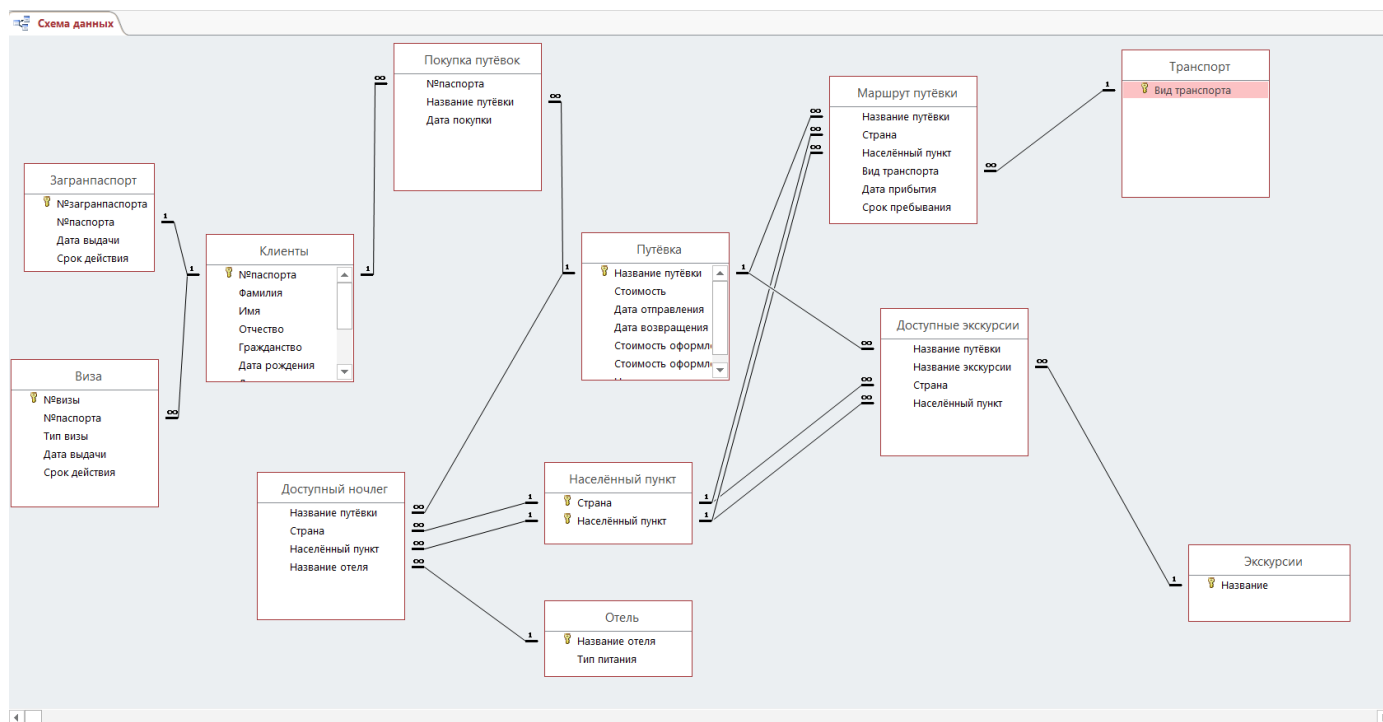 Схема данных
Покупка путёвок
№паспорта
Название путёвки
Дата покупки
Транспорт
Вид транспорта
Маршрут путёвки
Название путёвки
Страна
Населённый пункт
Вид транспорта
Дата прибытия
Срок пребывания
Загранпаспорт
№загранпаспорта
№паспорта
Дата выдачи
Срок действия
Клиенты
№паспорта
Фамилия
Имя
Отчество
Гражданство
Дата рождения
Путёвка
Название путёвки
Стоимость
Дата отправления
Дата возвращения
Стоимость оформл
Стоимость оформл
Доступные экскурсии
Название путёвки
Название экскурсии
Страна
Населённый пункт
Виза
№визы
№паспорта
Тип визы
Дата выдачи
Срок действия
Доступный ночлег
Название путёвки
Страна
Населённый пункт
Название отеля
Населённый пункт
Страна
Населённый пункт
Экскурсии
Название
Отель
Название отеля
Тип питания